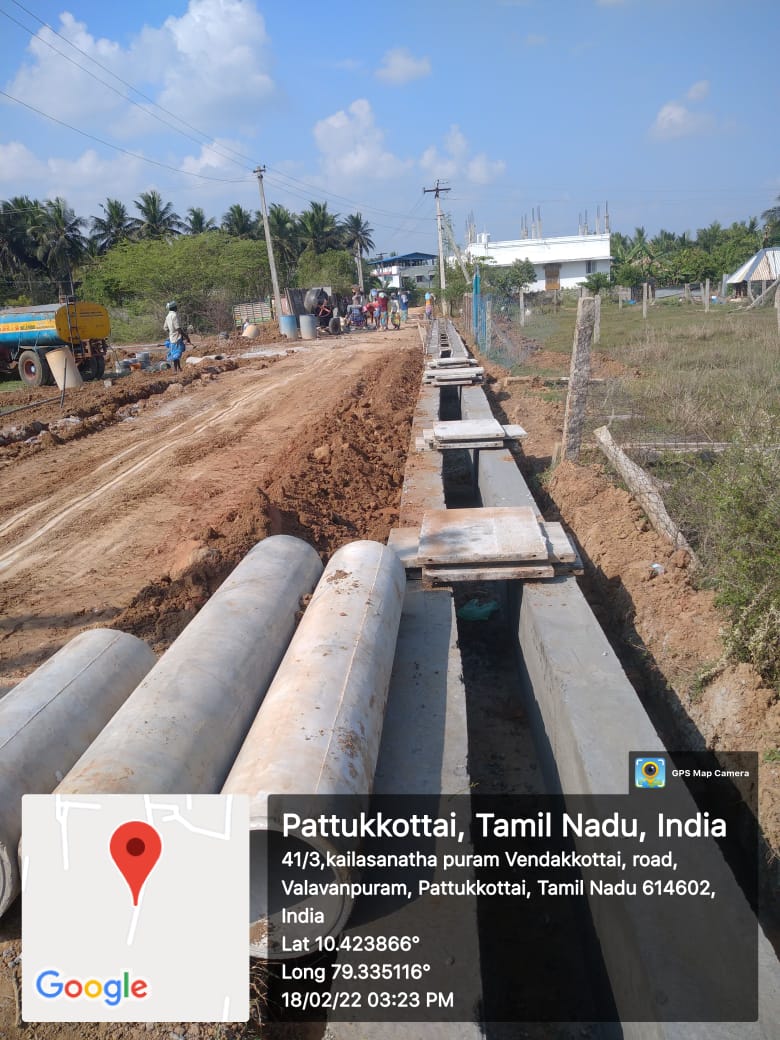 GPS Map Camera
Pattukkottai, Tamil Nadu, India
41/3,kailasanatha puram Vendakkottai, road,
Valavanpuram, Pattukkottai, Tamil Nadu 614602,
India
Lat 10.423866°
Long 79.335116°
18/02/22 03:23 PM
Google